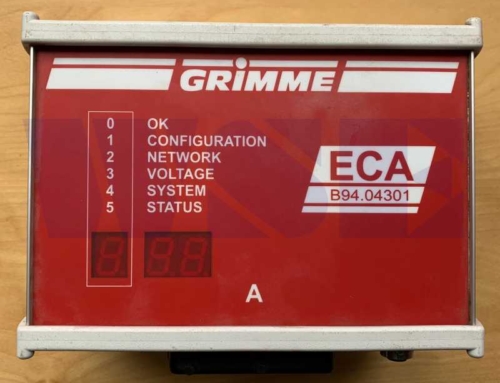 GRIMME
0 OK
1 CONFIGURATION
2 NETWORK
3 VOLTAGE
4 SYSTEM
5 STATUS
ECA
B94.04301
A